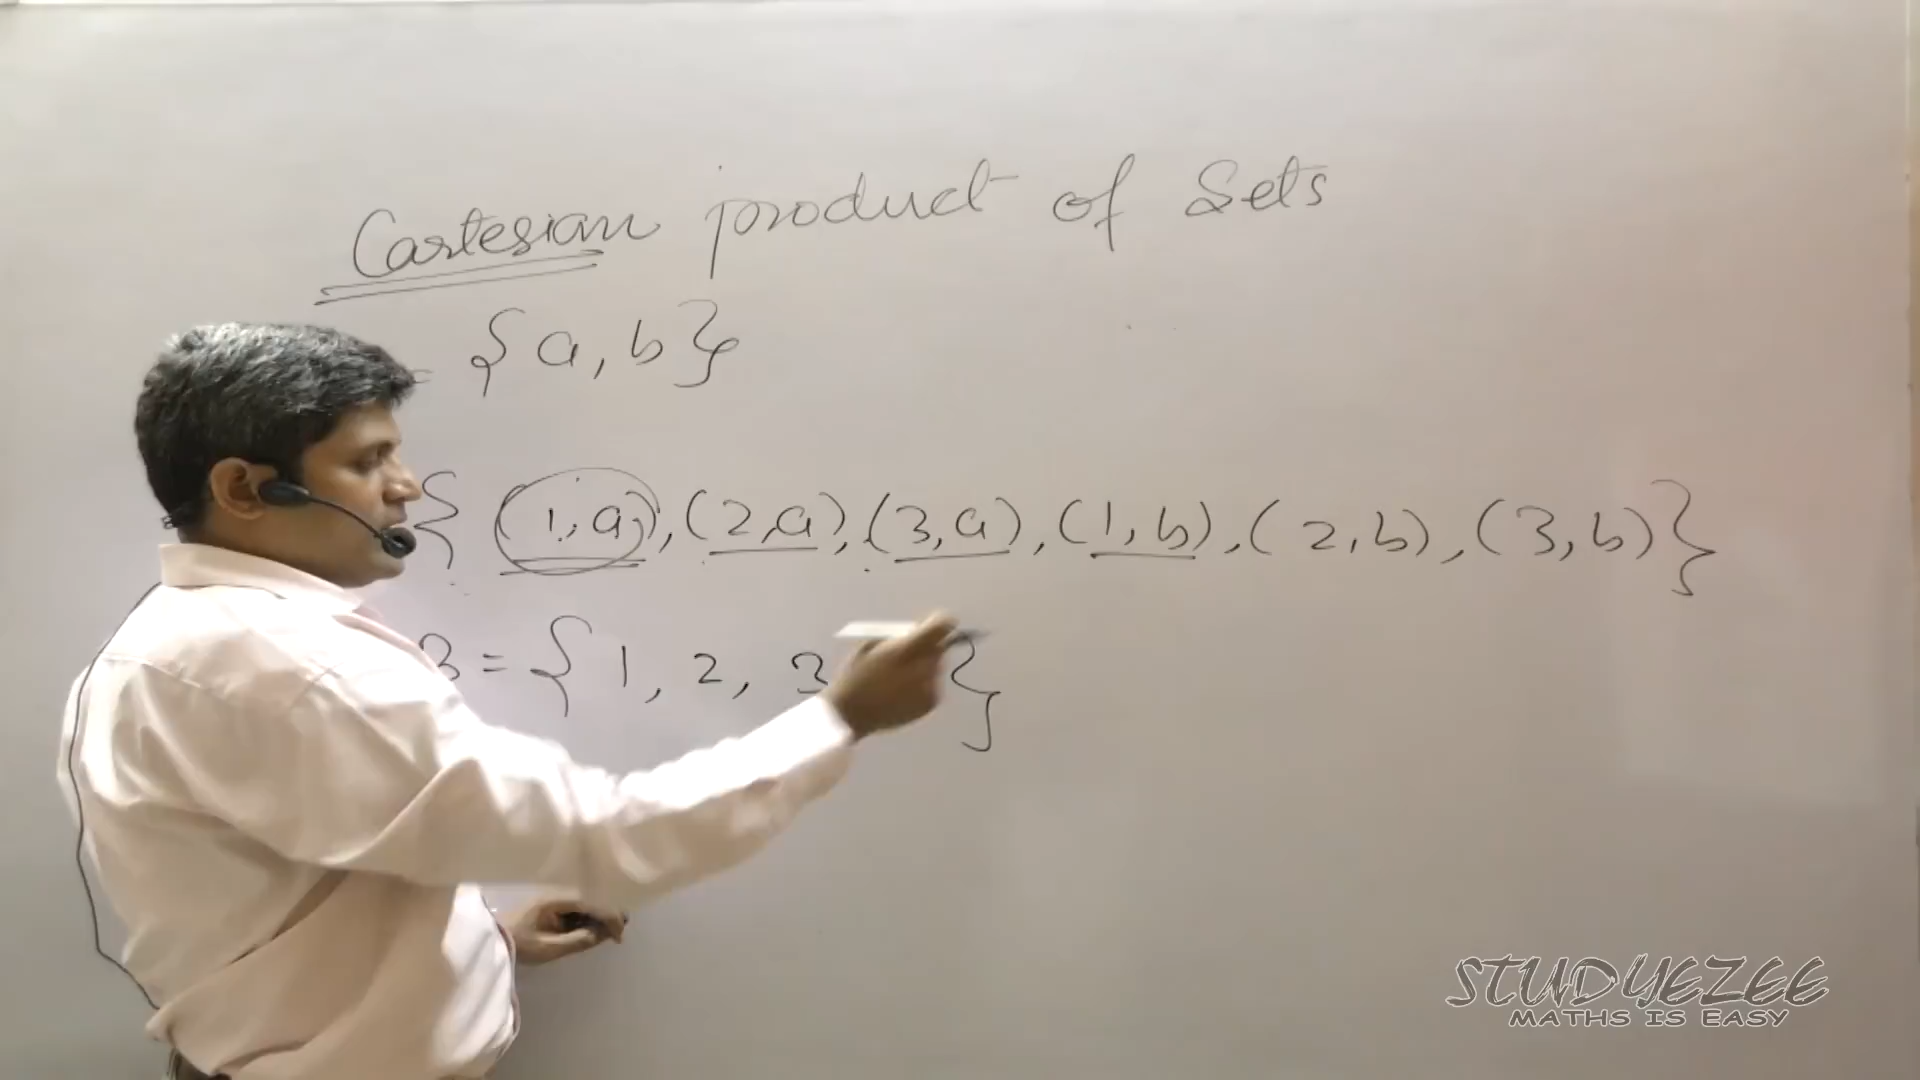 Cartesian product of Sets
= {a, b}
{(1,a), (2,a), (3,a), (1,b), (2,b), (3,b)}
B = {1, 2, 3 }
STUDYEZEE
MATHS IS EASY